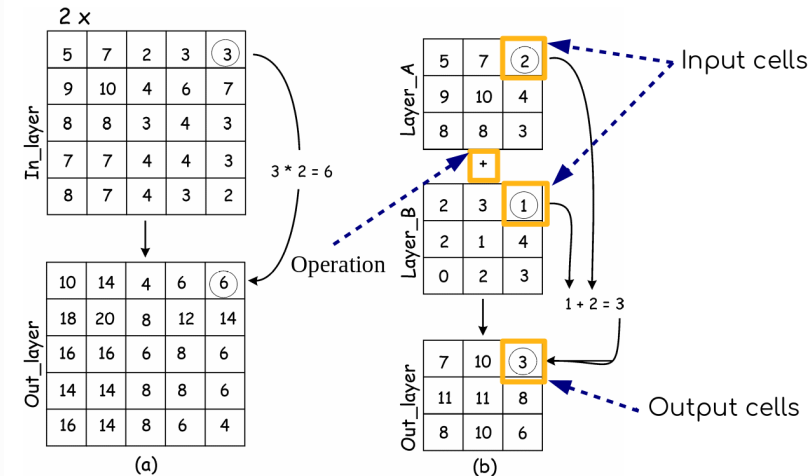 2 x
In_layer
5 7 2 3 3
9 10 4 6 7
8 8 3 4 3
7 7 4 4 3
8 7 4 3 2
3 * 2 = 6
Out_layer
10 14 4 6 6
18 20 8 12 14
16 16 6 8 6
14 14 8 8 6
16 14 8 6 4
(a)
Layer_A
5 7 2
9 10 4
8 8 3
Input cells
+
Operation
Layer_B
2 3 1
2 1 4
0 2 3
1 + 2 = 3
Out_layer
7 10 3
11 11 8
8 10 6
Output cells
(b)